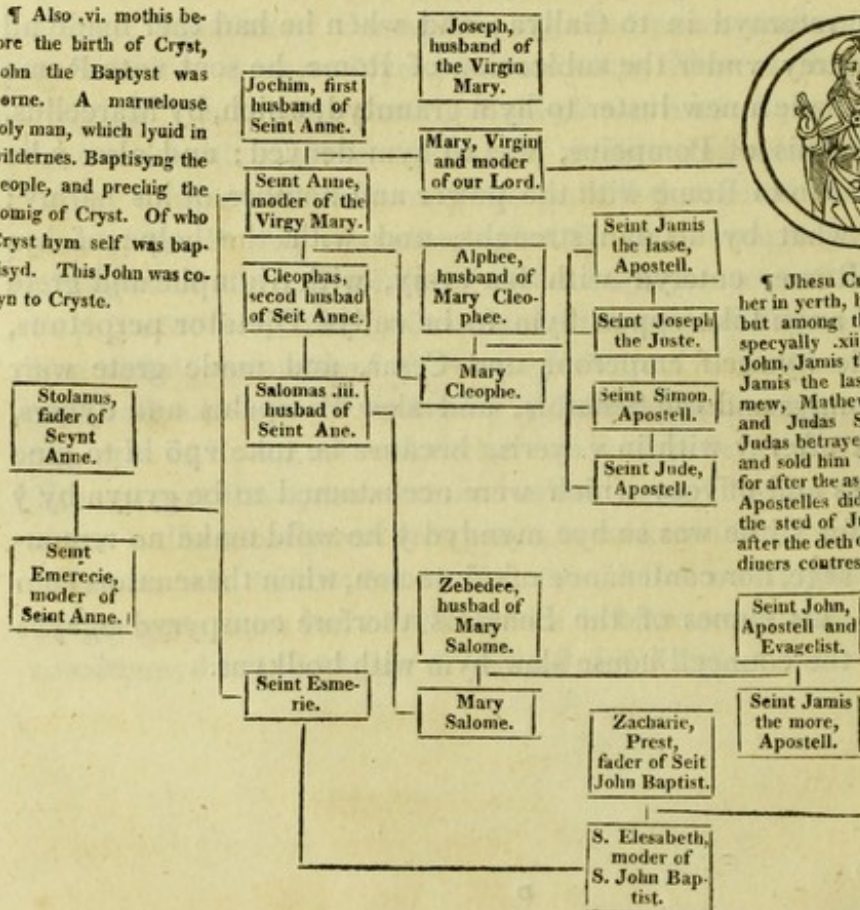 ¶ Also .vi. mothis be-
ore the birth of Cryst,
ohn the Baptyst was
orne. A maruelouse
oly man, which lyuid in
ildernes. Baptisyng the
eople, and prechig the
omig of Cryst. Of who
ryst hym self was bap-
isyd. This John was co-
yn to Cryste.
Stolanus,
fader of
Seynt
Anne.
Seint
Emerecie,
moder of
Seint Anne.
Jochim, first
husband of
Seint Anne.
Seint Anne,
moder of the
Virgy Mary.
Cleophas,
secod husbad
of Seit Anne.
Salomas .iii.
husbad of
Seint Ane.
Seint Esme-
rie.
Joseph,
husband of
the Virgin
Mary.
Mary, Virgin
and moder
of our Lord.
Alphee,
husband of
Mary Cleo-
phee.
Mary
Cleophe.
Zebedee,
husbad of
Mary
Salome.
Mary
Salome.
Seint Jamis
the lasse,
Apostell.
Seint Joseph
the Juste.
Seint Simon,
Apostell.
Seint Jude,
Apostell.
Zacharie,
Prest,
fader of Seit
John Baptist.
S. Elesabeth,
moder of
S. John Bap-
tist.
¶ Jhesu C
her in yerth, h
but among th
specyally .xii
John, Jamis t
Jamis the las
mew, Mathew
and Judas S
Judas betraye
and sold him
for after the as
Apostelles did
the sted of Ju
after the deth
diuers coutres
Seint John,
Apostell and
Evagelist.
Seint Jamis
the more,
Apostell.